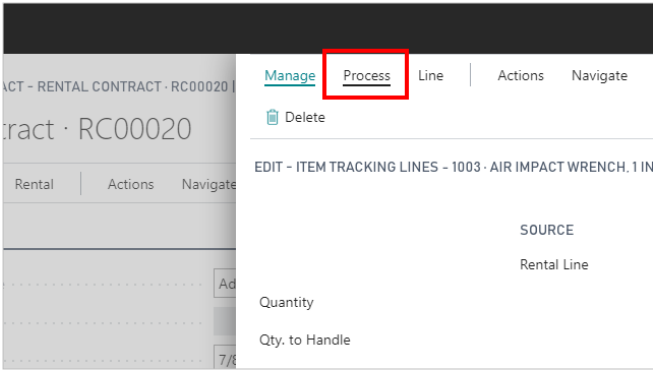 ACT - RENTAL CONTRACT · RC00020 |
tract · RC00020
Rental Actions Navigate
Ad
7/8
Manage Process Line Actions Navigate
Delete
EDIT - ITEM TRACKING LINES - 1003 · AIR IMPACT WRENCH, 1 IN
SOURCE
Rental Line
Quantity
Qty. to Handle